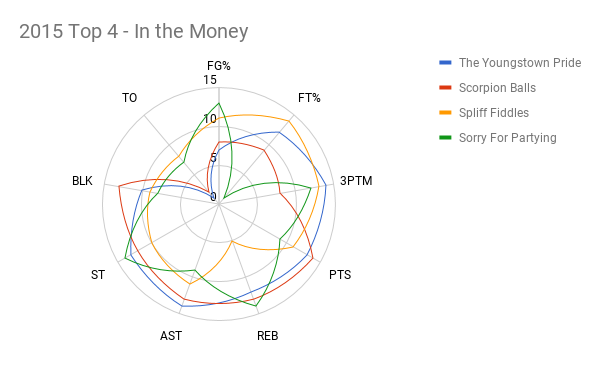 2015 Top 4 - In the Money
The Youngstown Pride
Scorpion Balls
Spliff Fiddles
Sorry For Partying
FG%
15
TO
FT%
10
5
BLK
3PTM
0
ST
PTS
AST
REB